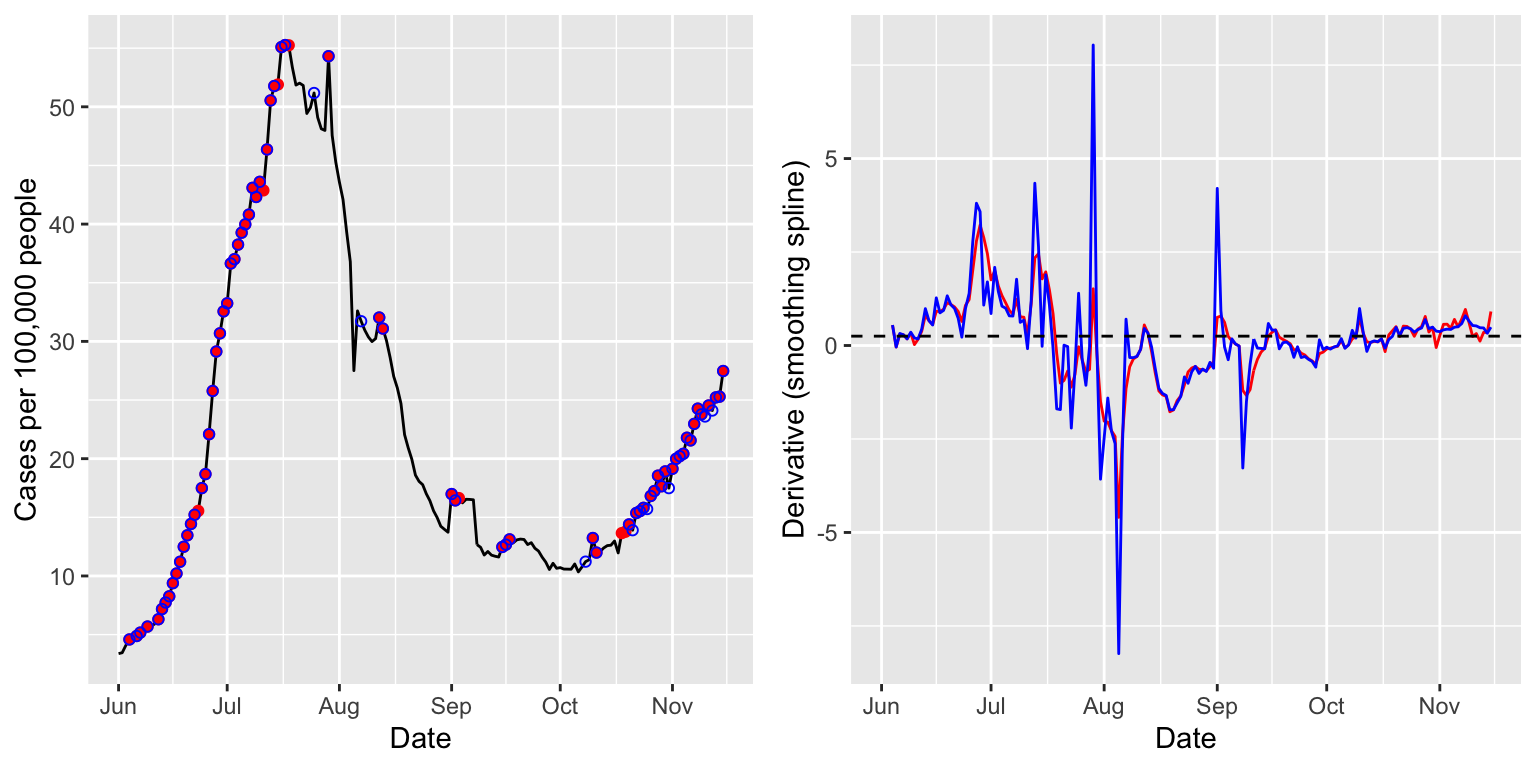 Cases per 100,000 people
50
40
30
20
10
Jun Jul Aug Sep Oct Nov
Date
Derivative (smoothing spline)
5
0
-5
Jun Jul Aug Sep Oct Nov
Date